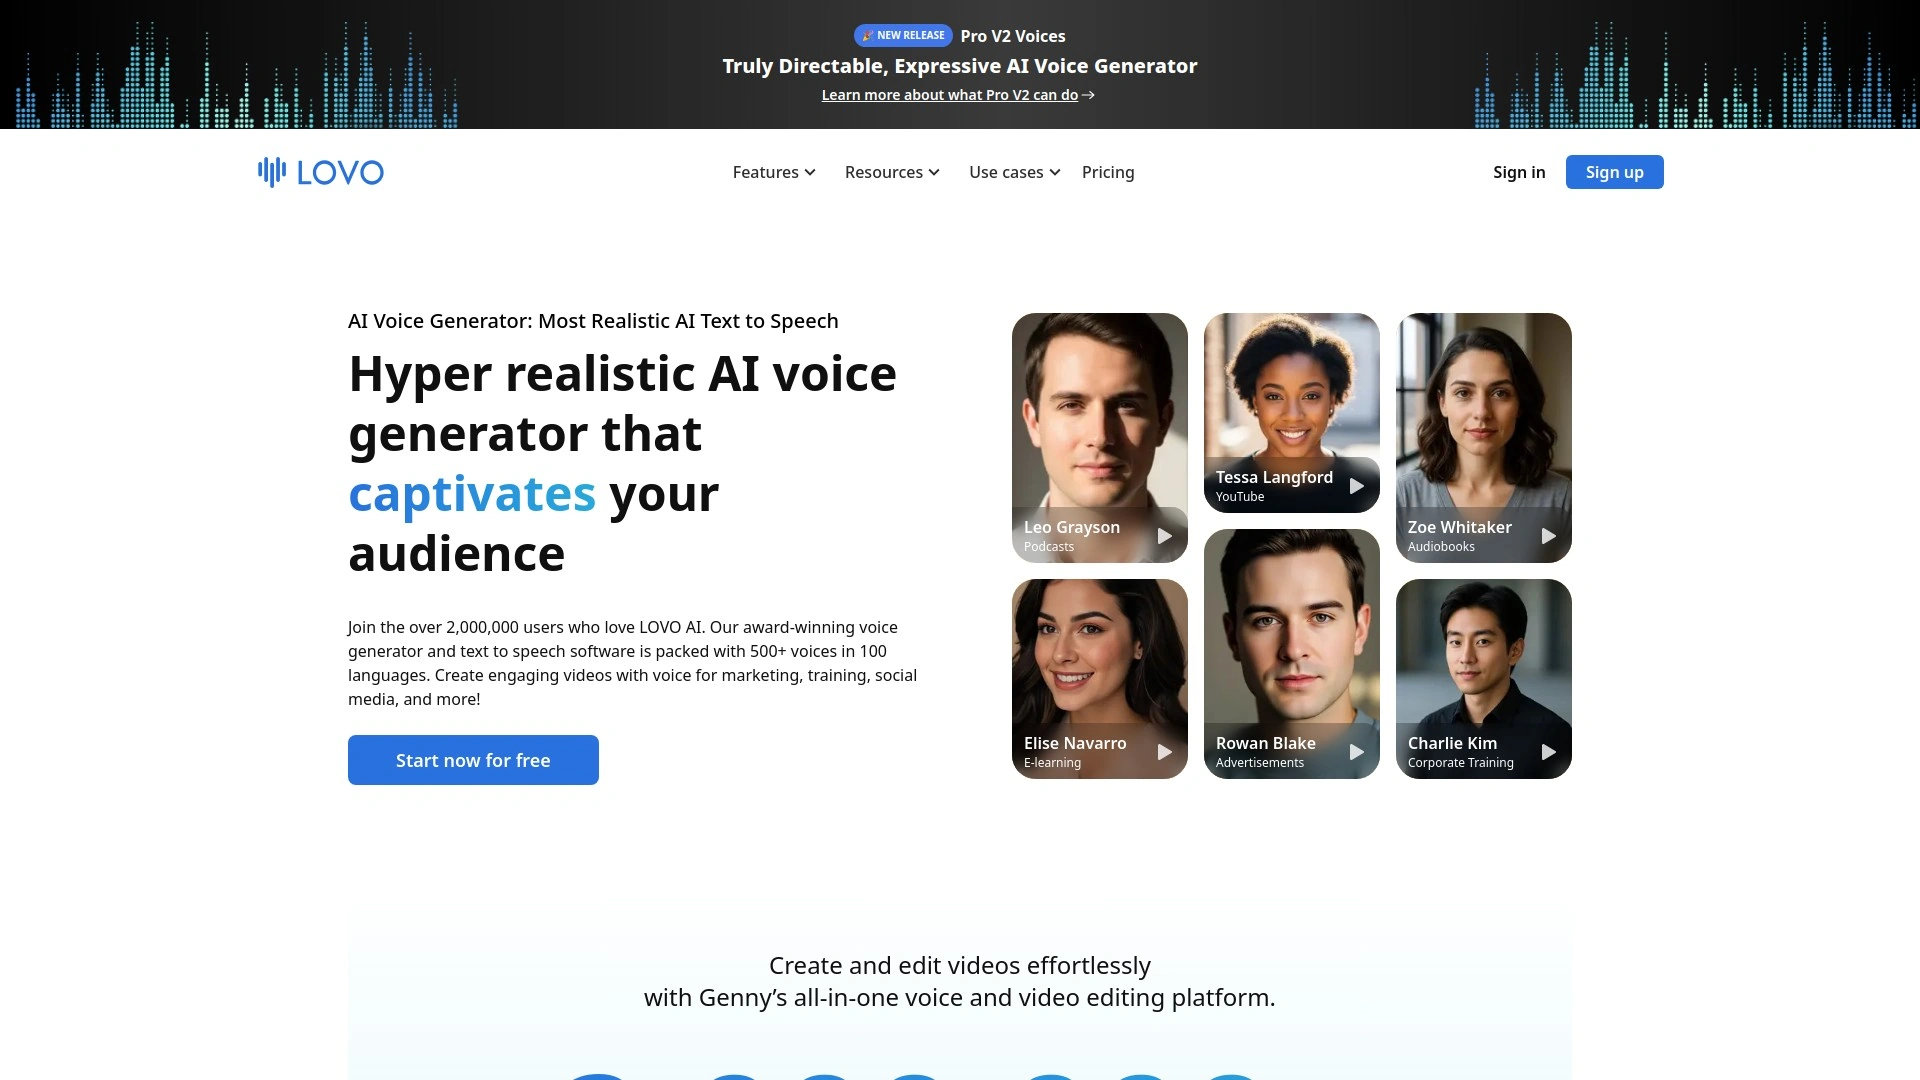 NEW RELEASE Pro V2 Voices
Truly Directable, Expressive AI Voice Generator
Learn more about what Pro V2 can do
LOVO
Features
Resources
Use cases
Pricing
Sign in
Sign up
AI Voice Generator: Most Realistic AI Text to Speech
Hyper realistic AI voice
generator that
captivates your
audience
Join the over 2,000,000 users who love LOVO AI. Our award-winning voice
generator and text to speech software is packed with 500+ voices in 100
languages. Create engaging videos with voice for marketing, training, social
media, and more!
Start now for free
Leo Grayson
Podcasts
Tessa Langford
YouTube
Zoe Whitaker
Audiobooks
Elise Navarro
E-learning
Rowan Blake
Advertisements
Charlie Kim
Corporate Training
Create and edit videos effortlessly
with Genny’s all-in-one voice and video editing platform.